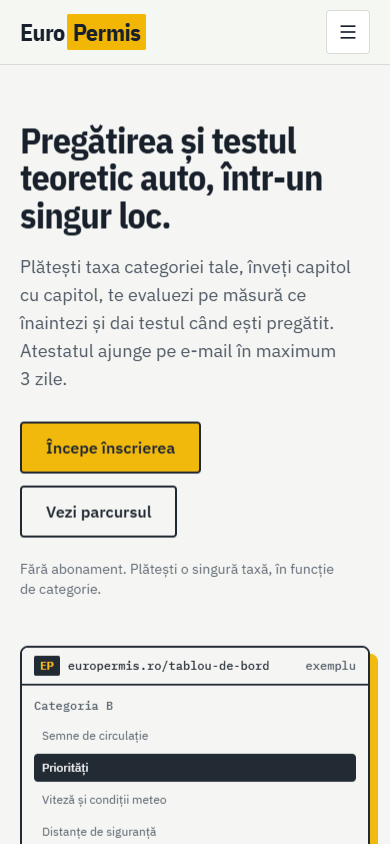 Euro Permis
Pregătirea și testul
teoretic auto, într-un
singur loc.
Plătești taxa categoriei tale, înveți capitol
cu capitol, te evaluezi pe măsură ce
înaintezi și dai testul când ești pregătit.
Atestatul ajunge pe e-mail în maximum
3 zile.
Începe înscrierea
Vezi parcursul
Fără abonament. Plătești o singură taxă, în funcție
de categorie.
EP europermis.ro/tablou-de-bord exemplu
Categoria B
Semne de circulație
Priorități
Viteză și condiții meteo
Distanțe de siguranță